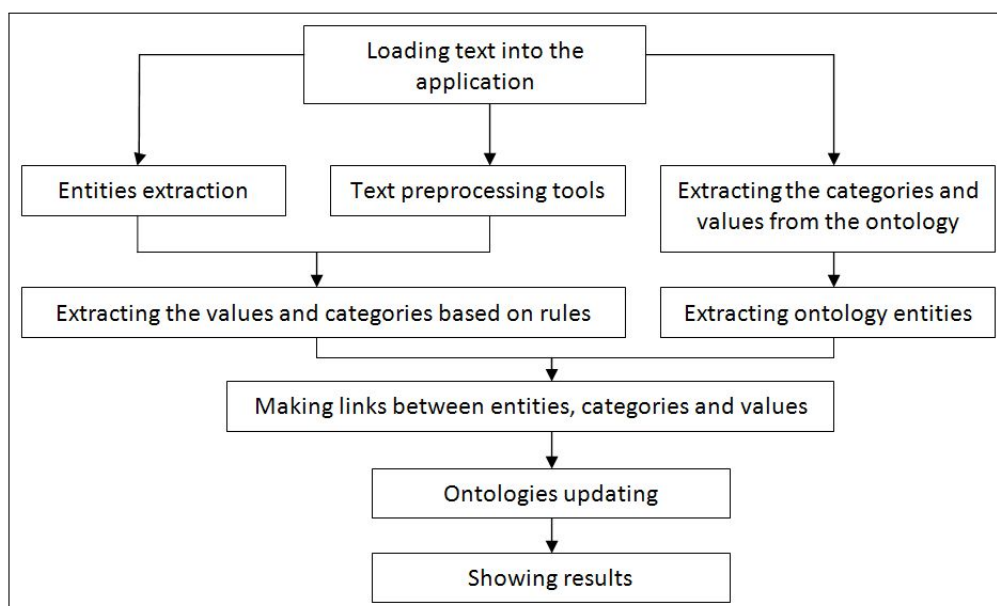 Loading text into the
application
Entities extraction
Text preprocessing tools
Extracting the categories and
values from the ontology
Extracting the values and categories based on rules
Extracting ontology entities
Making links between entities, categories and values
Ontologies updating
Showing results